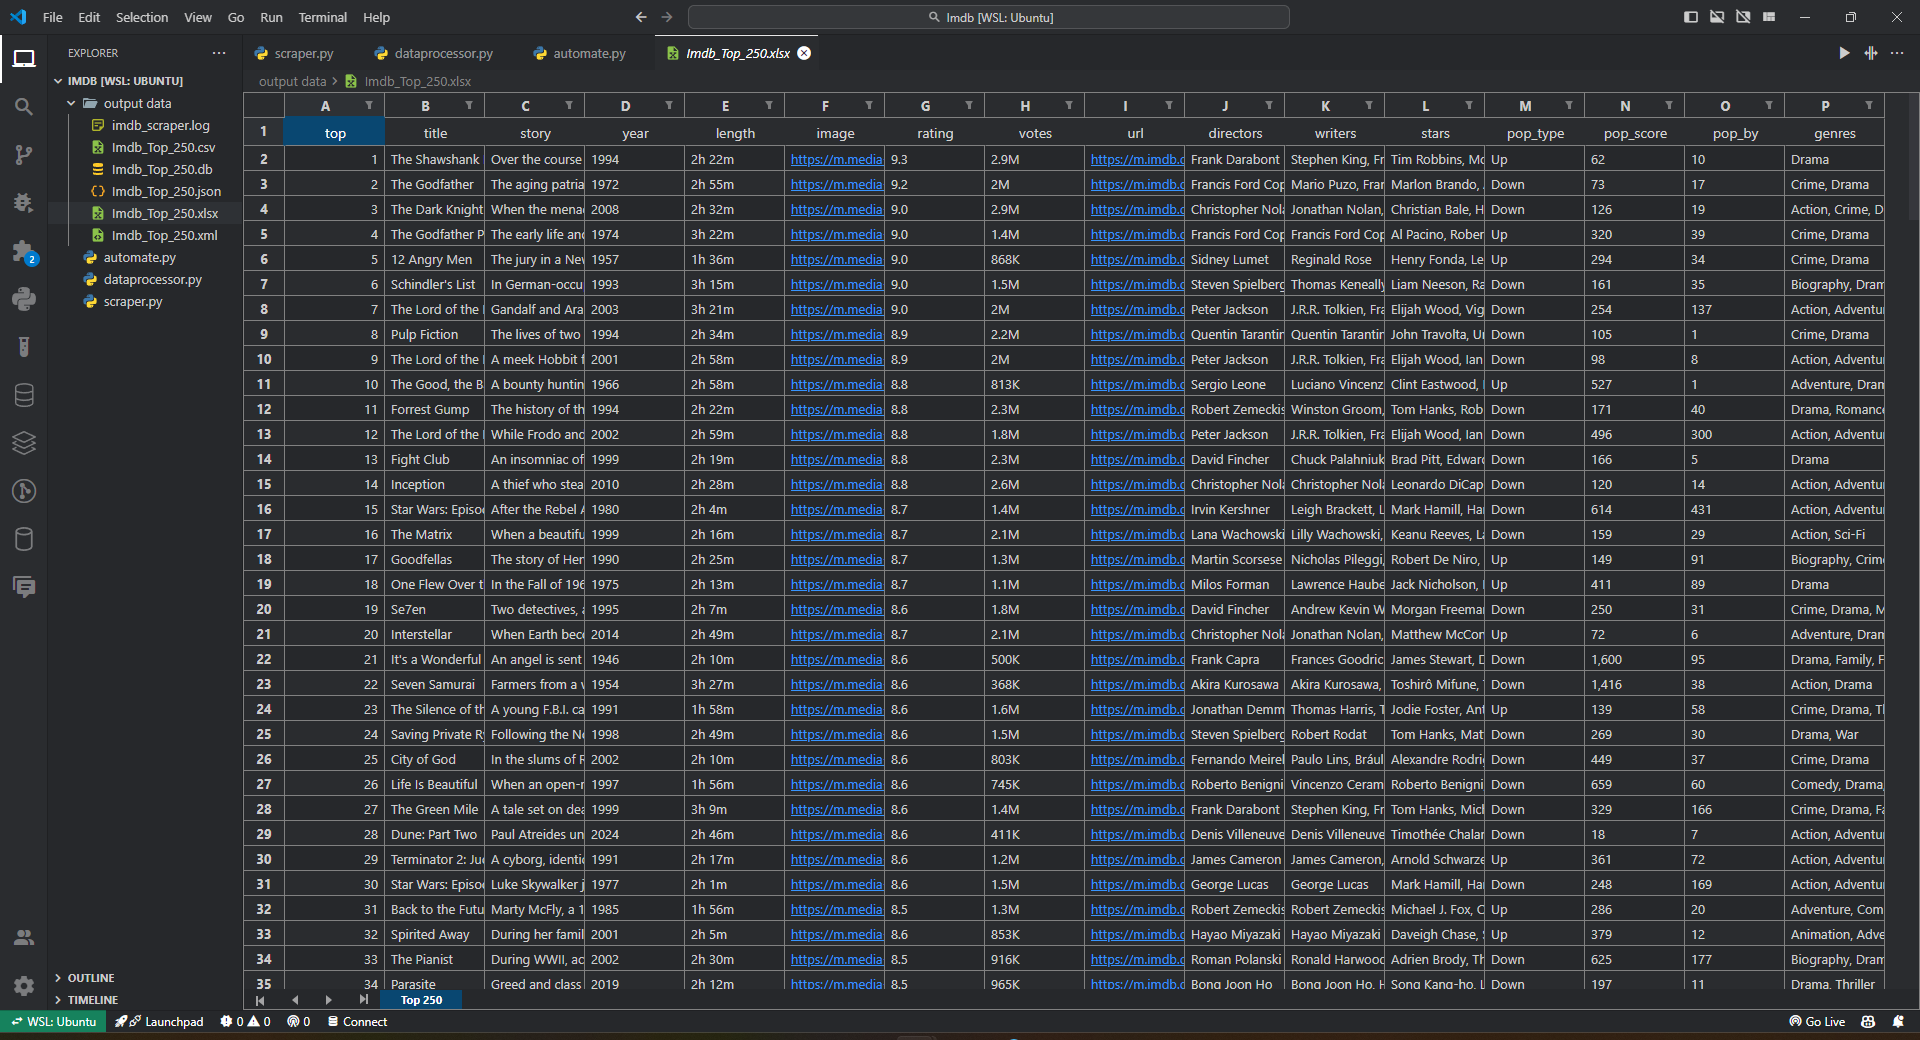 File Edit Selection View Go Run Terminal Help
Imdb [WSL: Ubuntu]
EXPLORER
IMDB [WSL: UBUNTU]
output data
imdb_scraper.log
Imdb_Top_250.csv
Imdb_Top_250.db
Imdb_Top_250.json
Imdb_Top_250.xlsx
Imdb_Top_250.xml
automate.py
dataprocessor.py
scraper.py
2
OUTLINE
TIMELINE
scraper.py dataprocessor.py automate.py Imdb_Top_250.xlsx
output data > Imdb_Top_250.xlsx
A B C D E F G H I J K L M N O P
1 top title story year length image rating votes url directors writers stars pop_type pop_score pop_by genres
2 1 The Shawshank Over the course 1994 2h 22m https://m.media 9.3 2.9M https://m.imdb.c Frank Darabont Stephen King, Fr Tim Robbins, Mo Up 62 10 Drama
3 2 The Godfather The aging patria 1972 2h 55m https://m.media 9.2 2M https://m.imdb.c Francis Ford Cop Mario Puzo, Fran Marlon Brando, Down 73 17 Crime, Drama
4 3 The Dark Knight When the mena 2008 2h 32m https://m.media 9.0 2.9M https://m.imdb.c Christopher Nola Jonathan Nolan, Christian Bale, H Down 126 19 Action, Crime, D
5 4 The Godfather P The early life and 1974 3h 22m https://m.media 9.0 1.4M https://m.imdb.c Francis Ford Cop Francis Ford Cop Al Pacino, Rober Up 320 39 Crime, Drama
6 5 12 Angry Men The jury in a Nev 1957 1h 36m https://m.media 9.0 868K https://m.imdb.c Sidney Lumet Reginald Rose Henry Fonda, Le Up 294 34 Crime, Drama
7 6 Schindler's List In German-occu 1993 3h 15m https://m.media 9.0 1.5M https://m.imdb.c Steven Spielberg Thomas Keneally Liam Neeson, Ra Down 161 35 Biography, Dram
8 7 The Lord of the Gandalf and Ara 2003 3h 21m https://m.media 9.0 2M https://m.imdb.c Peter Jackson J.R.R. Tolkien, Fra Elijah Wood, Vig Down 254 137 Action, Adventu
9 8 Pulp Fiction The lives of two 1994 2h 34m https://m.media 8.9 2.2M https://m.imdb.c Quentin Tarantin Quentin Tarantin John Travolta, U Down 105 1 Crime, Drama
10 9 The Lord of the A meek Hobbit f 2001 2h 58m https://m.media 8.9 2M https://m.imdb.c Peter Jackson J.R.R. Tolkien, Fra Elijah Wood, Ian Down 98 8 Action, Adventu
11 10 The Good, the B A bounty huntin 1966 2h 58m https://m.media 8.8 813K https://m.imdb.c Sergio Leone Luciano Vincenz Clint Eastwood, Up 527 1 Adventure, Dram
12 11 Forrest Gump The history of th 1994 2h 22m https://m.media 8.8 2.3M https://m.imdb.c Robert Zemeckis Winston Groom, Tom Hanks, Rob Down 171 40 Drama, Romance
13 12 The Lord of the While Frodo and 2002 2h 59m https://m.media 8.8 1.8M https://m.imdb.c Peter Jackson J.R.R. Tolkien, Fra Elijah Wood, Ian Down 496 300 Action, Adventu
14 13 Fight Club An insomniac of 1999 2h 19m https://m.media 8.8 2.3M https://m.imdb.c David Fincher Chuck Palahniuk Brad Pitt, Edward Down 166 5 Drama
15 14 Inception A thief who stea 2010 2h 28m https://m.media 8.8 2.6M https://m.imdb.c Christopher Nola Christopher Nola Leonardo DiCap Down 120 14 Action, Adventu
16 15 Star Wars: Episo After the Rebel A 1980 2h 4m https://m.media 8.7 1.4M https://m.imdb.c Irvin Kershner Leigh Brackett, L Mark Hamill, Har Down 614 431 Action, Adventu
17 16 The Matrix When a beautifu 1999 2h 16m https://m.media 8.7 2.1M https://m.imdb.c Lana Wachowski Lilly Wachowski, Keanu Reeves, La Down 159 29 Action, Sci-Fi
18 17 Goodfellas The story of Hen 1990 2h 25m https://m.media 8.7 1.3M https://m.imdb.c Martin Scorsese Nicholas Pileggi, Robert De Niro, Up 149 91 Biography, Crim
19 18 One Flew Over t In the Fall of 196 1975 2h 13m https://m.media 8.7 1.1M https://m.imdb.c Milos Forman Lawrence Haube Jack Nicholson, Up 411 89 Drama
20 19 Se7en Two detectives, 1995 2h 7m https://m.media 8.6 1.8M https://m.imdb.c David Fincher Andrew Kevin W Morgan Freeman Down 250 31 Crime, Drama, M
21 20 Interstellar When Earth beco 2014 2h 49m https://m.media 8.7 2.1M https://m.imdb.c Christopher Nola Jonathan Nolan, Matthew McCon Up 72 6 Adventure, Dram
22 21 It's a Wonderful An angel is sent 1946 2h 10m https://m.media 8.6 500K https://m.imdb.c Frank Capra Frances Goodric James Stewart, D Down 1,600 95 Drama, Family, F
23 22 Seven Samurai Farmers from a v 1954 3h 27m https://m.media 8.6 368K https://m.imdb.c Akira Kurosawa Akira Kurosawa, Toshirô Mifune, Down 1,416 38 Action, Drama
24 23 The Silence of th A young F.B.I. ca 1991 1h 58m https://m.media 8.6 1.6M https://m.imdb.c Jonathan Demm Thomas Harris, T Jodie Foster, Ant Up 139 58 Crime, Drama, Th
25 24 Saving Private R Following the No 1998 2h 49m https://m.media 8.6 1.5M https://m.imdb.c Steven Spielberg Robert Rodat Tom Hanks, Mat Down 269 30 Drama, War
26 25 City of God In the slums of R 2002 2h 10m https://m.media 8.6 803K https://m.imdb.c Fernando Meirel Paulo Lins, Brául Alexandre Rodri Down 449 37 Crime, Drama
27 26 Life Is Beautiful When an open-r 1997 1h 56m https://m.media 8.6 745K https://m.imdb.c Roberto Benigni Vincenzo Ceram Roberto Benigni Down 659 60 Comedy, Drama,
28 27 The Green Mile A tale set on dea 1999 3h 9m https://m.media 8.6 1.4M https://m.imdb.c Frank Darabont Stephen King, Fr Tom Hanks, Mich Down 329 166 Crime, Drama, Fa
29 28 Dune: Part Two Paul Atreides un 2024 2h 46m https://m.media 8.6 411K https://m.imdb.c Denis Villeneuve Denis Villeneuve Timothée Chalar Down 18 7 Action, Adventu
30 29 Terminator 2: Ju A cyborg, identic 1991 2h 17m https://m.media 8.6 1.2M https://m.imdb.c James Cameron James Cameron, Arnold Schwarze Up 361 72 Action, Adventu
31 30 Star Wars: Episo Luke Skywalker j 1977 2h 1m https://m.media 8.6 1.5M https://m.imdb.c George Lucas George Lucas Mark Hamill, Har Down 248 169 Action, Adventu
32 31 Back to the Futu Marty McFly, a 1 1985 1h 56m https://m.media 8.5 1.3M https://m.imdb.c Robert Zemeckis Robert Zemeckis Michael J. Fox, C Up 286 20 Adventure, Com
33 32 Spirited Away During her famil 2001 2h 5m https://m.media 8.6 853K https://m.imdb.c Hayao Miyazaki Hayao Miyazaki Daveigh Chase, Up 379 12 Animation, Adve
34 33 The Pianist During WWII, ac 2002 2h 30m https://m.media 8.5 916K https://m.imdb.c Roman Polanski Ronald Harwood Adrien Brody, Th Down 625 177 Biography, Dram
35 34 Parasite Greed and class 2019 2h 12m https://m.media 8.5 965K https://m.imdb.c Bong Joon Ho Bong Joon Ho, H Song Kang-ho, L Down 197 11 Drama, Thriller
Top 250
WSL: Ubuntu Launchpad 0 0 0 Connect Go Live